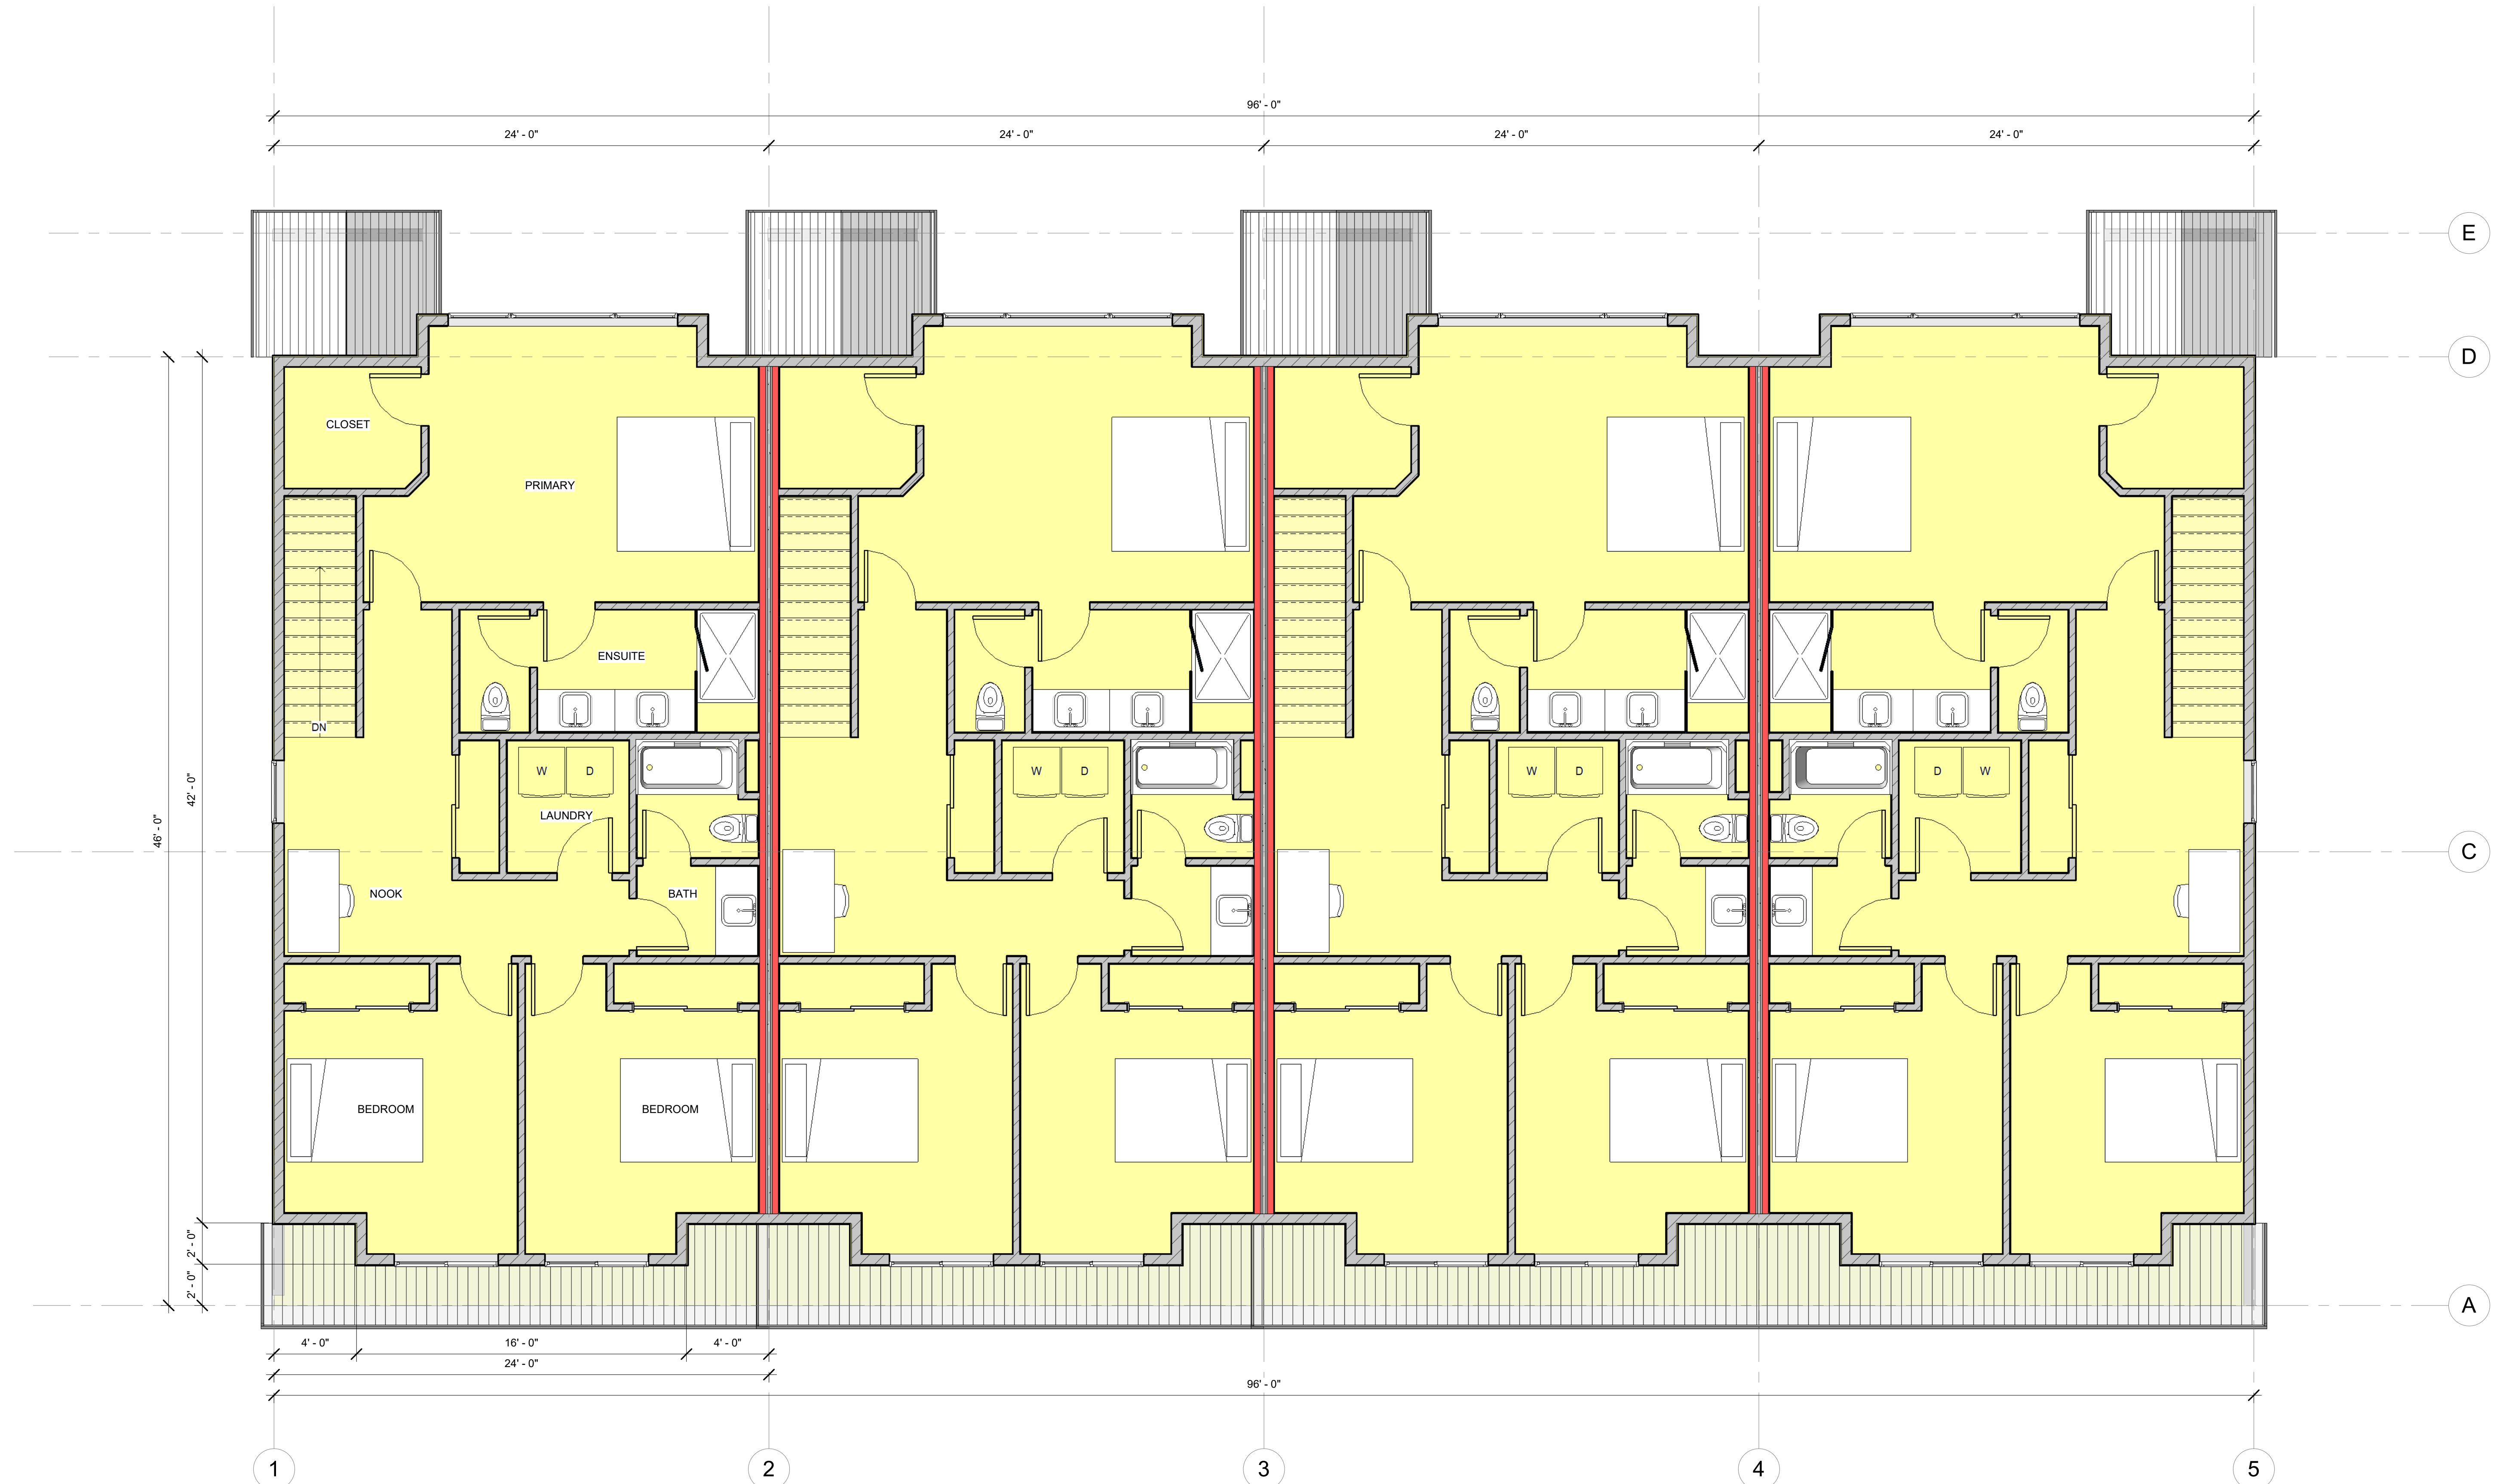 96' - 0"
24' - 0"
24' - 0"
24' - 0"
24' - 0"
E
D
CLOSET
PRIMARY
ENSUITE
DN
W
D
W
D
W
D
D
W
42' - 0"
LAUNDRY
46' - 0"
C
NOOK
BATH
BEDROOM
BEDROOM
2' - 0"
2' - 0"
A
4' - 0"
16' - 0"
4' - 0"
24' - 0"
96' - 0"
1
2
3
4
5